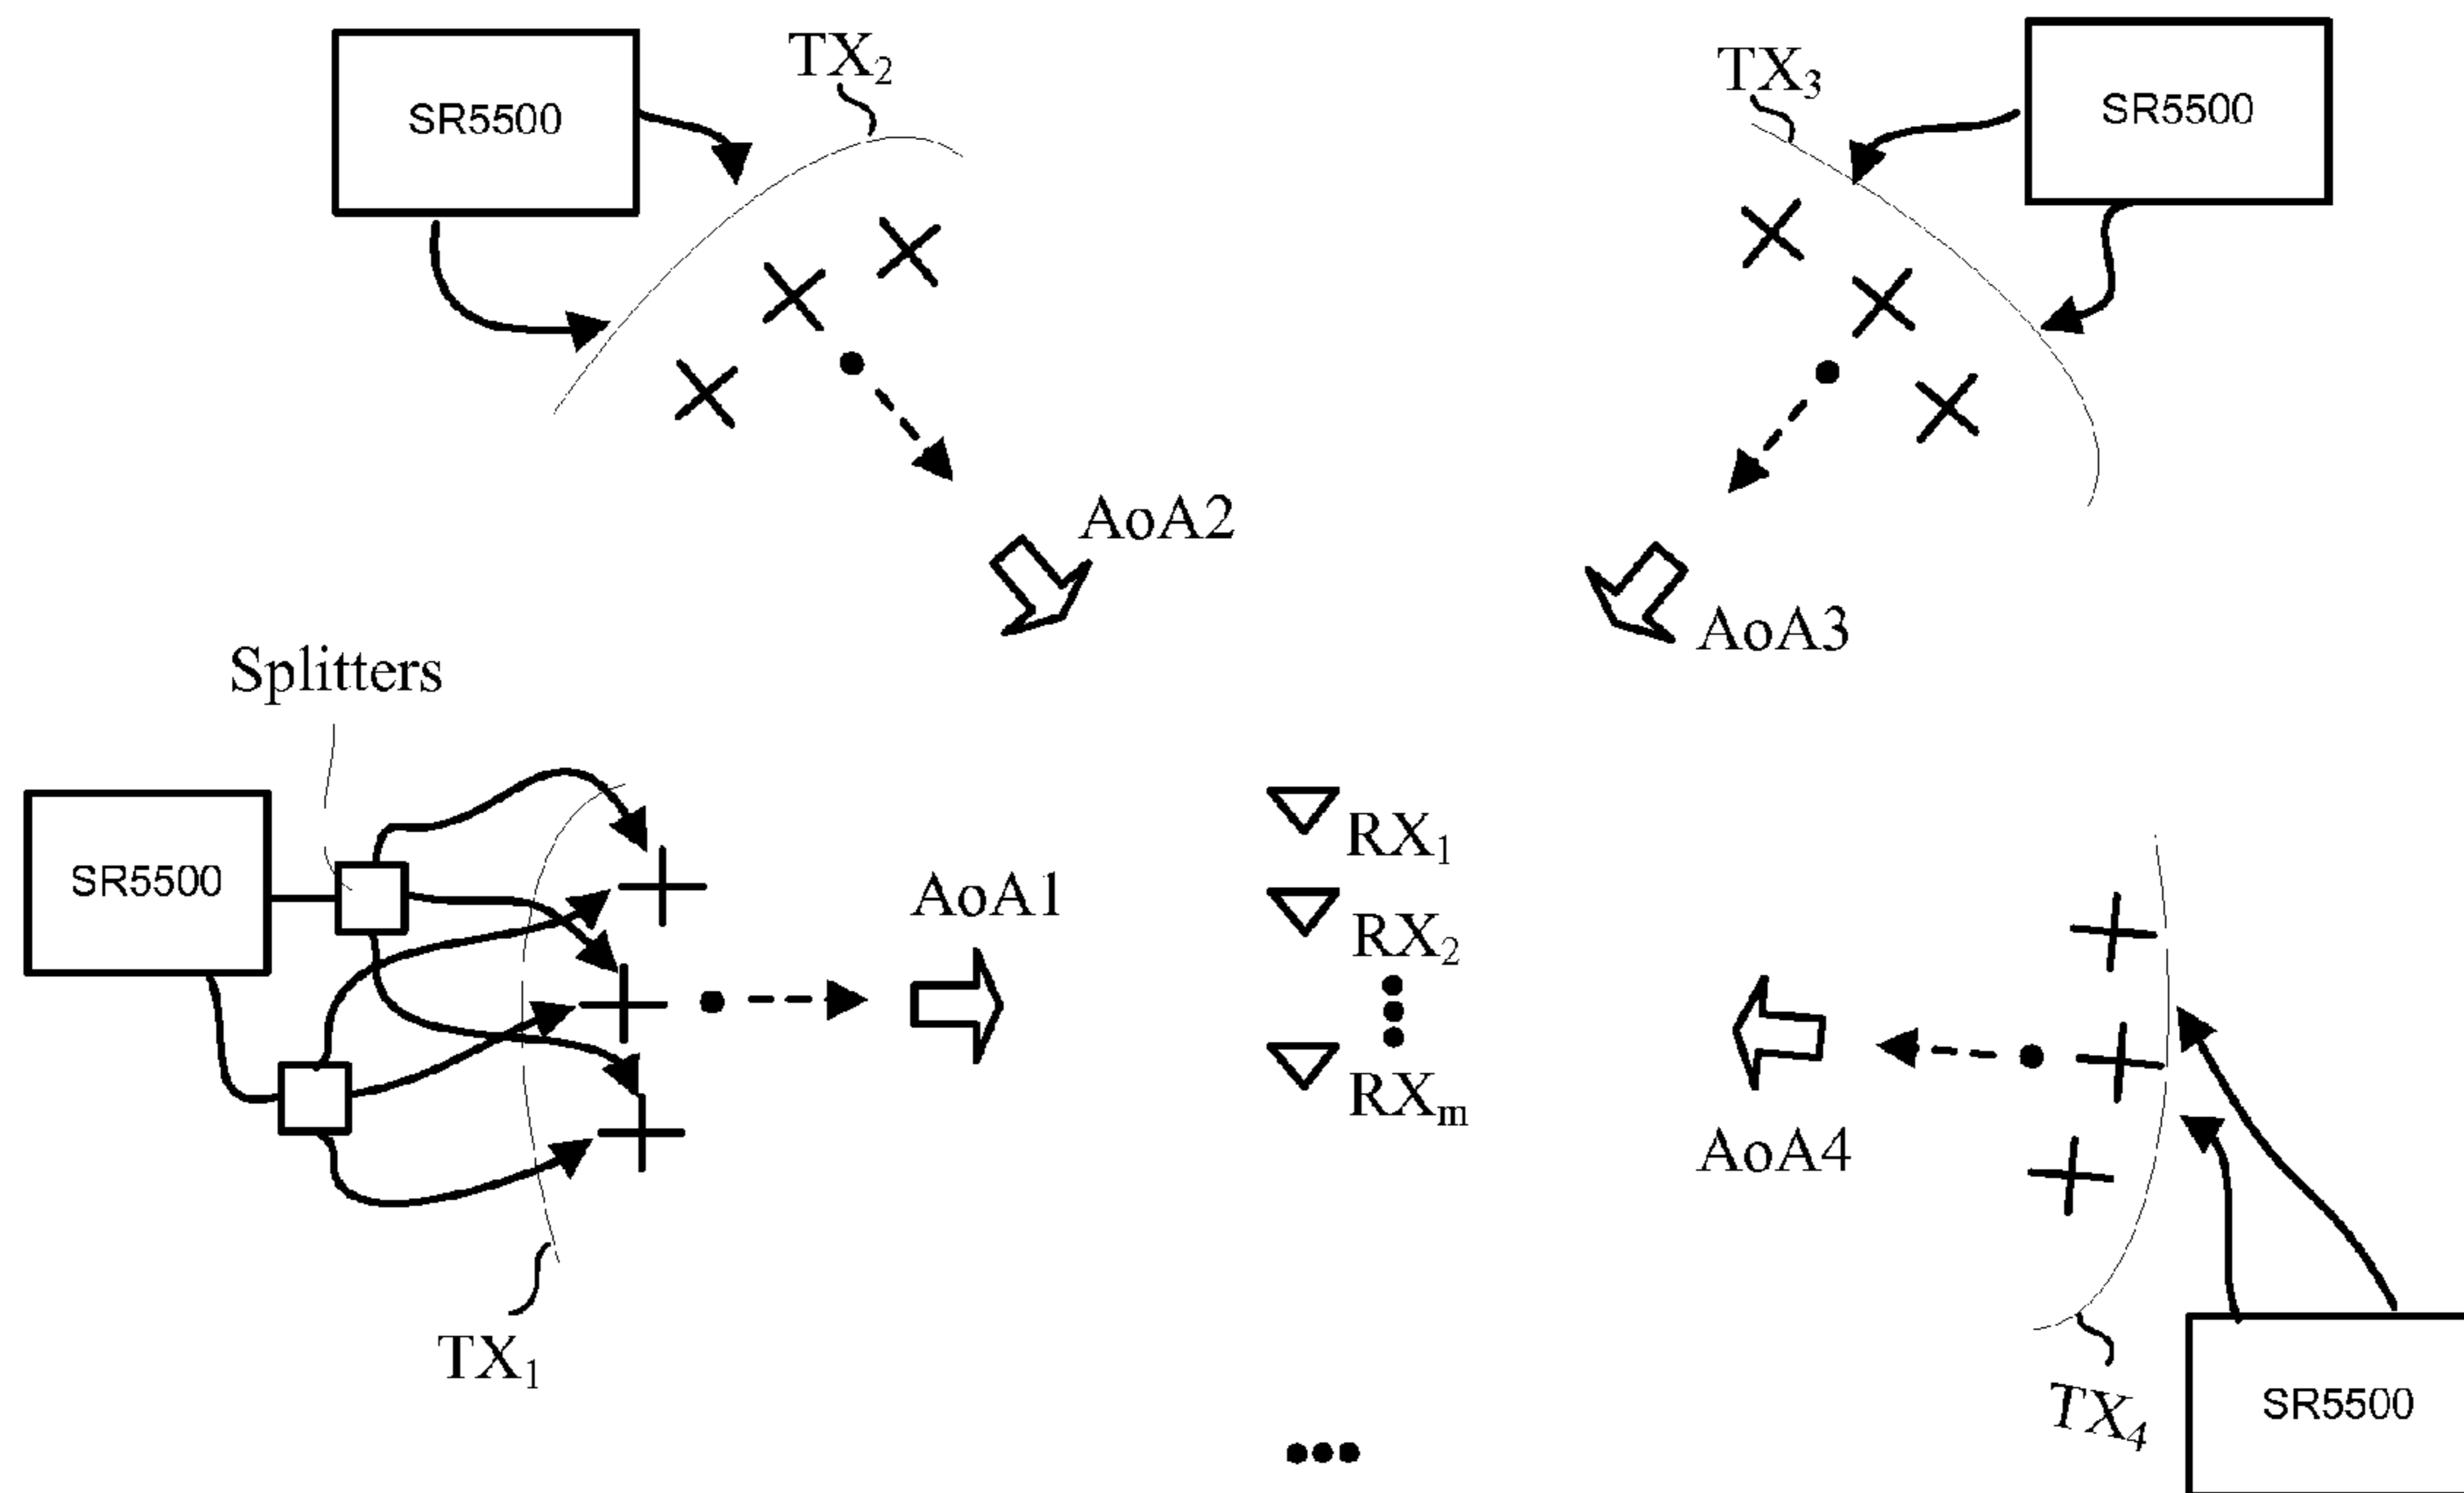 TX2
TX3
SR5500
SR5500
AoA2
AoA3
Splitters
SR5500
AoA1
RX1
RX2
RXm
AoA4
TX1
TX4
SR5500